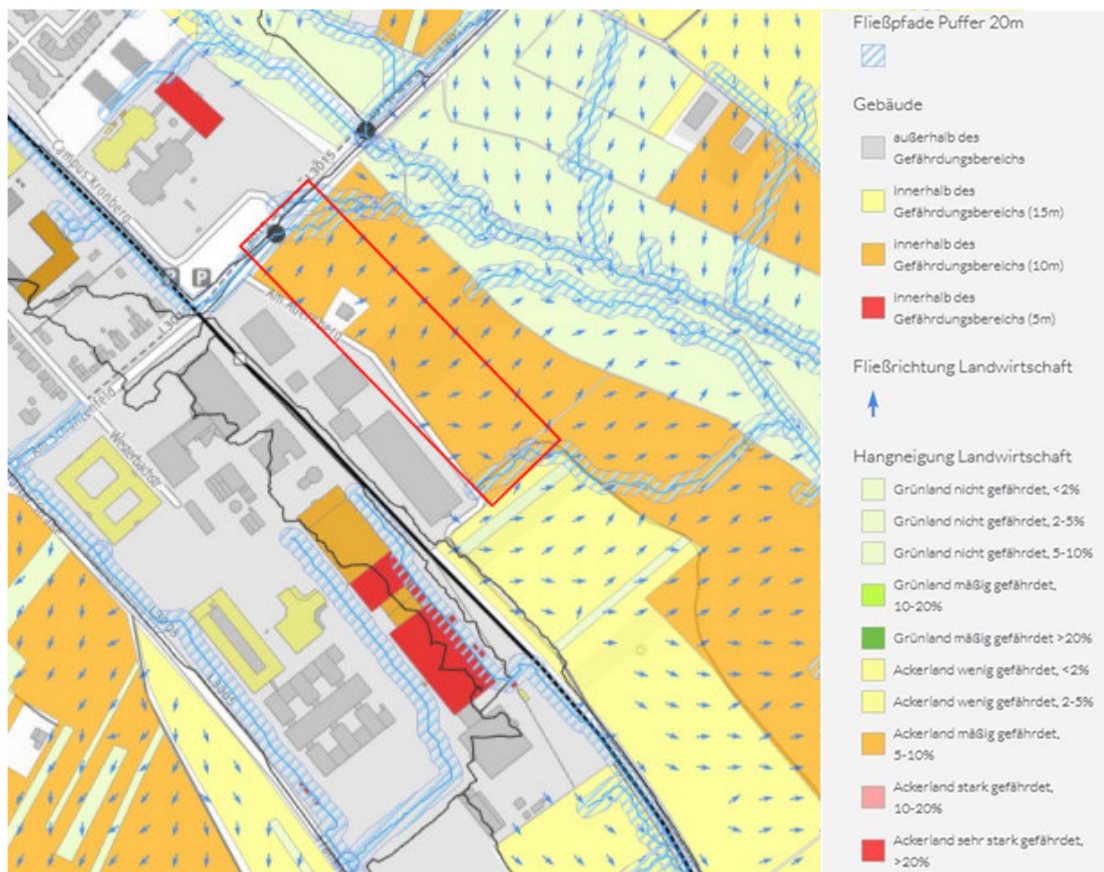 Fließpfade Puffer 20m
Gebäude
außerhalb des
Gefährdungsbereichs
innerhalb des
Gefährdungsbereichs (15m)
innerhalb des
Gefährdungsbereichs (10m)
innerhalb des
Gefährdungsbereichs (5m)
Fließrichtung Landwirtschaft
Hangneigung Landwirtschaft
Grünland nicht gefährdet, <2%
Grünland nicht gefährdet, 2-5%
Grünland nicht gefährdet, 5-10%
Grünland mäßig gefährdet,
10-20%
Grünland mäßig gefährdet >20%
Ackerland wenig gefährdet, <2%
Ackerland wenig gefährdet, 2-5%
Ackerland mäßig gefährdet,
5-10%
Ackerland stark gefährdet,
10-20%
Ackerland sehr stark gefährdet,
>20%
Campus Kronberg
L3015
P
Am Auernberg
Am Schanzenfeld
Westerbachstr
L3005
L3005